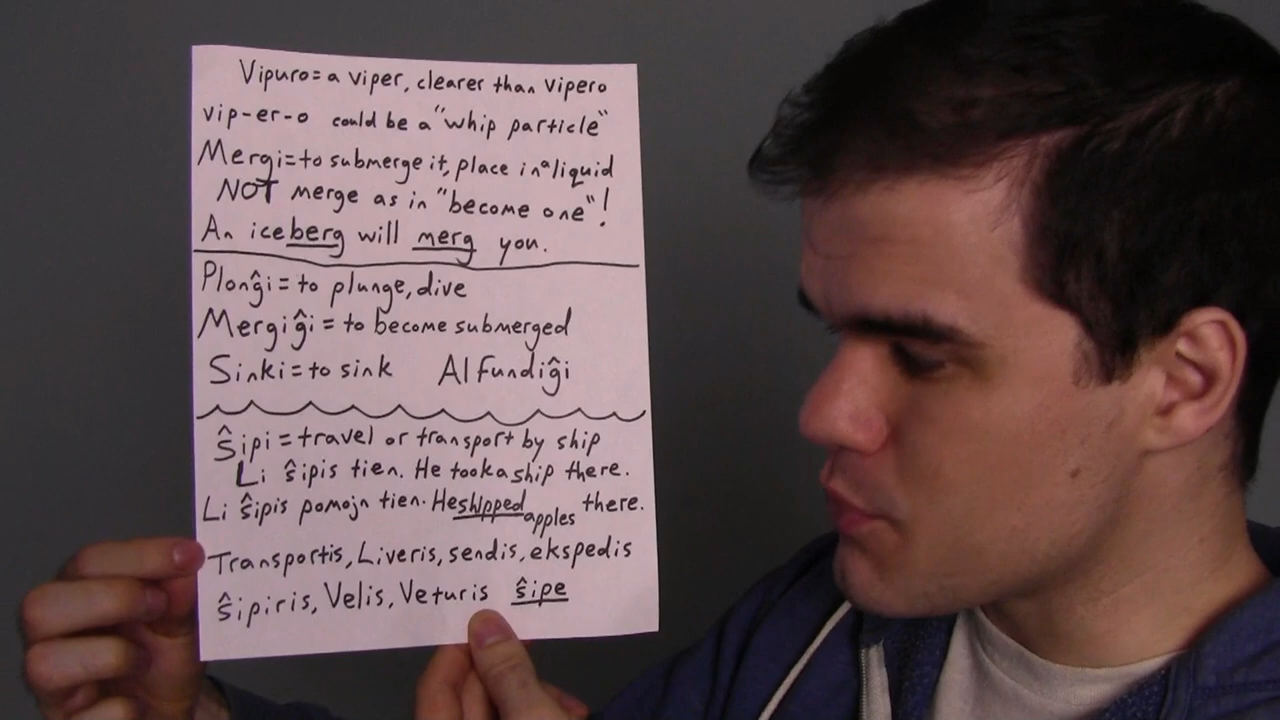 Vipuro= a viper, clearer than vipero
vip-er-o could be a "whip particle"
Mergi=to submerge it, place in a liquid
NOT merge as in "become one"!
An iceberg will merg you.
Plonĝi= to plunge, dive
Mergiĝi = to become submerged
Sinki= to sink Al fundiĝi
Ŝipi = travel or transport by ship
Li ŝipis tien. He took a ship there.
Li ŝipis pomojn tien. He shipped apples there.
Transportis, Liveris, sendis, ekspedis
ŝipiris, Velis, Veturis ŝipe